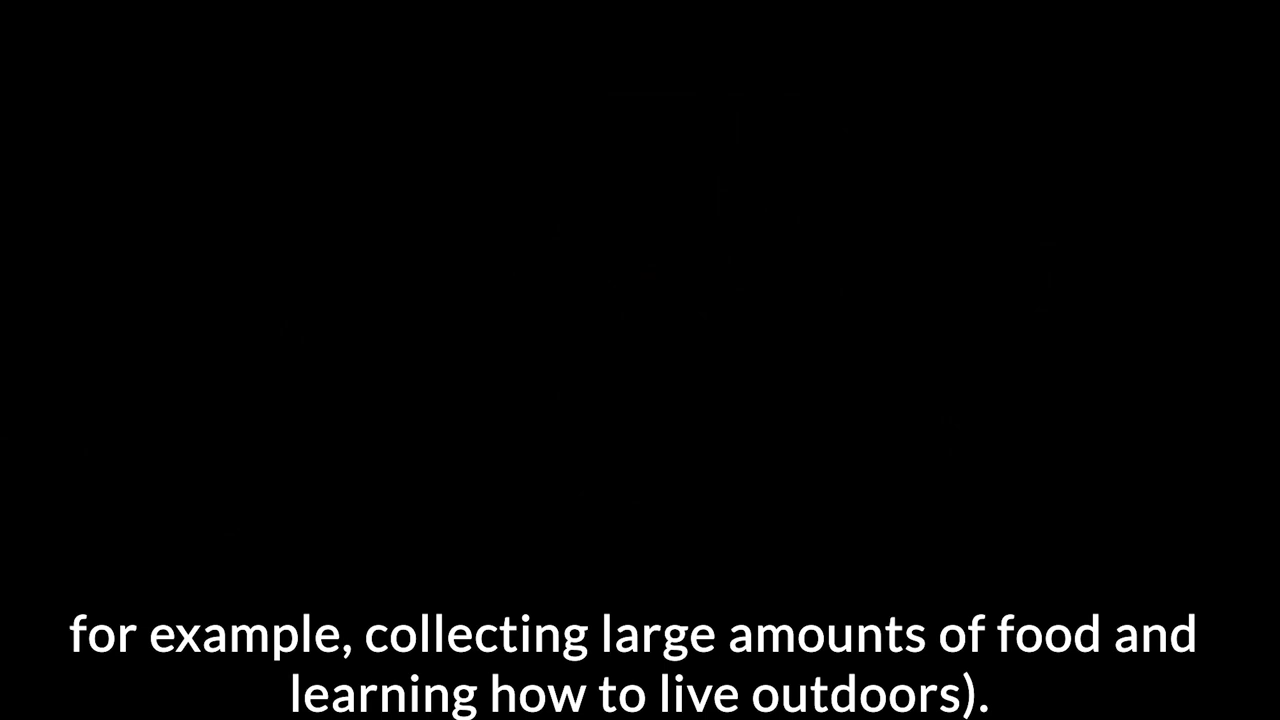 for example, collecting large amounts of food and
learning how to live outdoors).